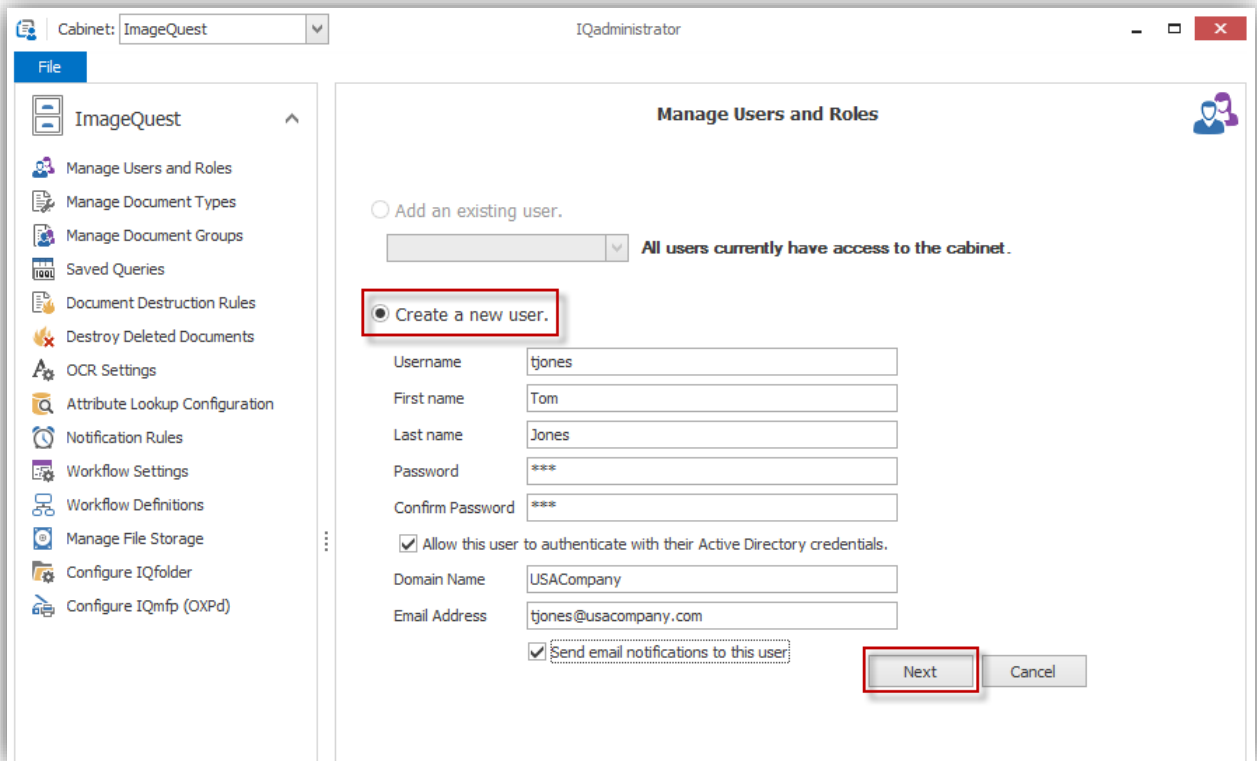 Cabinet: ImageQuest IQadministrator
File
ImageQuest
Manage Users and Roles
Manage Document Types
Manage Document Groups
IQQL Saved Queries
Document Destruction Rules
Destroy Deleted Documents
OCR Settings
Attribute Lookup Configuration
Notification Rules
Workflow Settings
Workflow Definitions
Manage File Storage
Configure IQfolder
Configure IQmfp (OXPd)
Manage Users and Roles
Add an existing user.
All users currently have access to the cabinet.
Create a new user.
Username tjones
First name Tom
Last name Jones
Password ***
Confirm Password ***
Allow this user to authenticate with their Active Directory credentials.
Domain Name USACompany
Email Address tjones@usacompany.com
Send email notifications to this user
Next Cancel